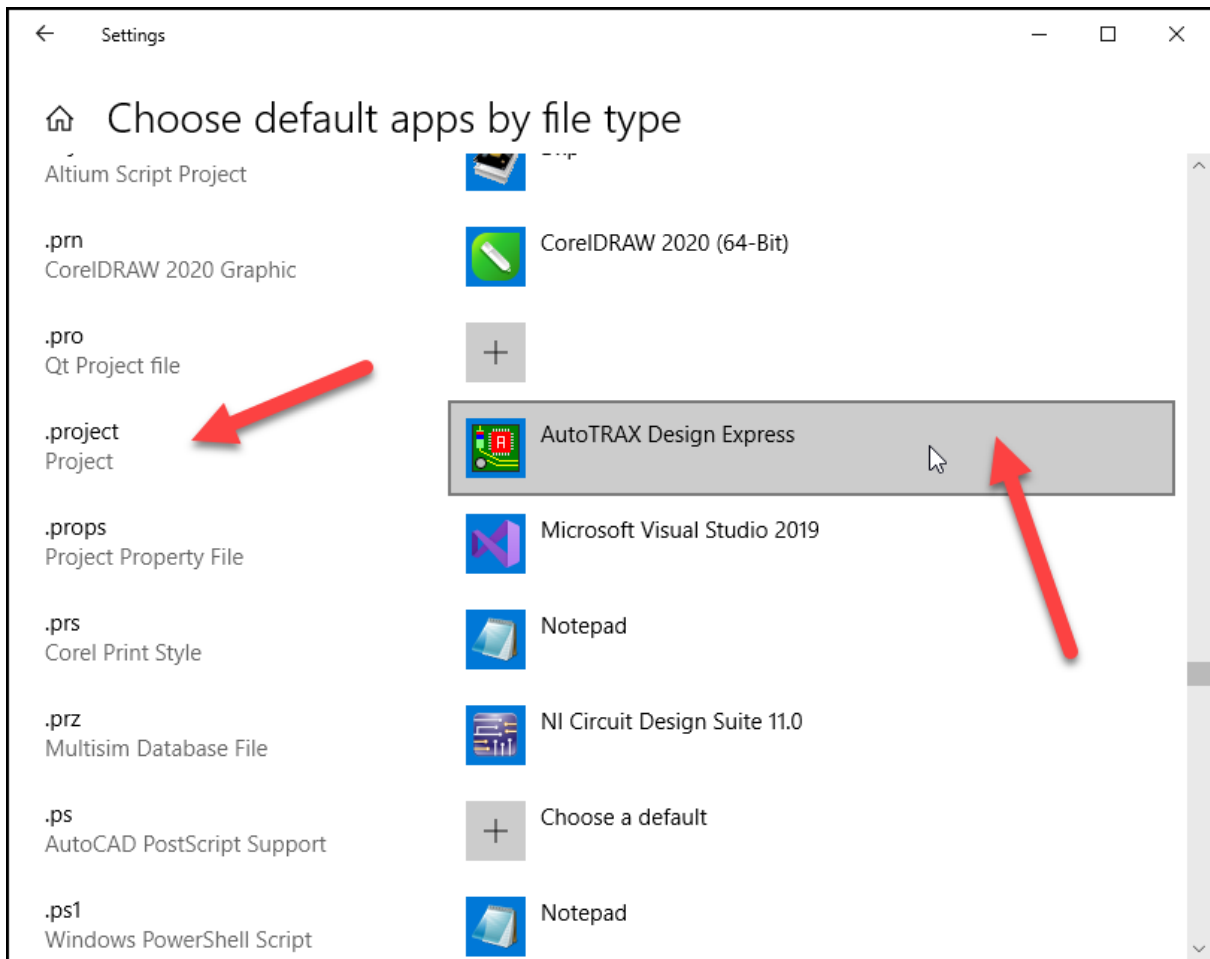 Settings
Choose default apps by file type
Altium Script Project
.prn
CorelDRAW 2020 (64-Bit)
CorelDRAW 2020 Graphic
.pro
Qt Project file
.project
AutoTRAX Design Express
Project
.props
Microsoft Visual Studio 2019
Project Property File
.prs
Notepad
Corel Print Style
.prz
NI Circuit Design Suite 11.0
Multisim Database File
.ps
Choose a default
AutoCAD PostScript Support
.ps1
Notepad
Windows PowerShell Script